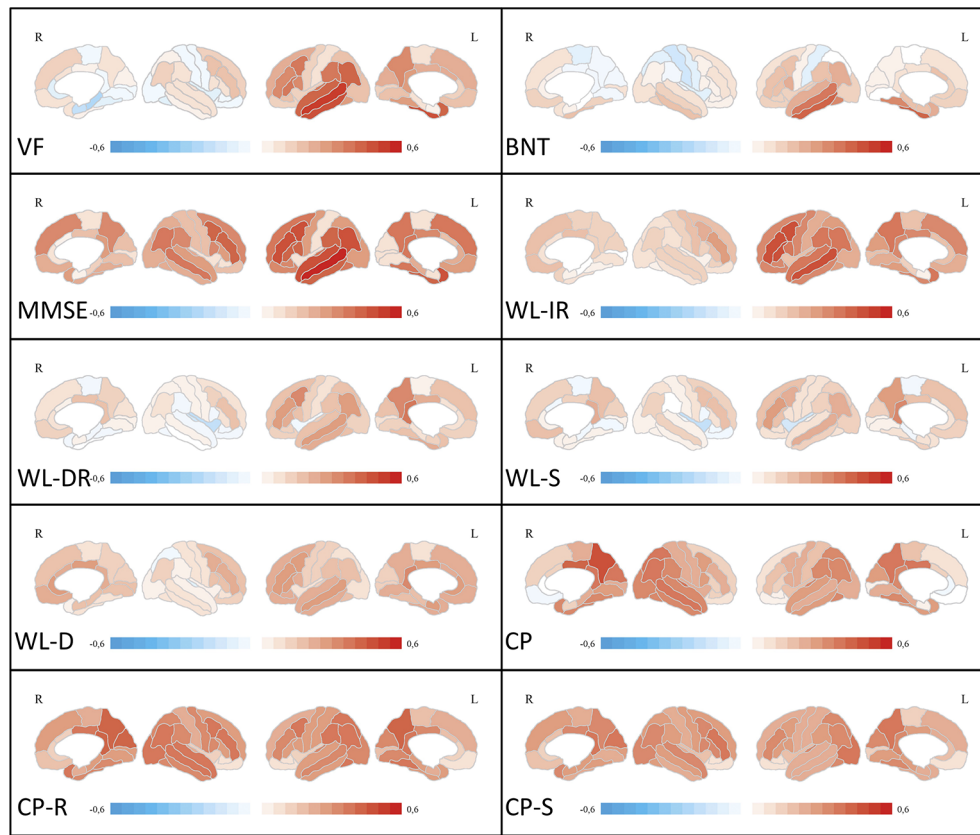 R L R L
VF -0,6 0,6 BNT -0,6 0,6
R L R L
MMSE -0,6 0,6 WL-IR -0,6 0,6
R L R L
WL-DR -0,6 0,6 WL-S -0,6 0,6
R L R L
WL-D -0,6 0,6 CP -0,6 0,6
R L R L
CP-R -0,6 0,6 CP-S -0,6 0,6